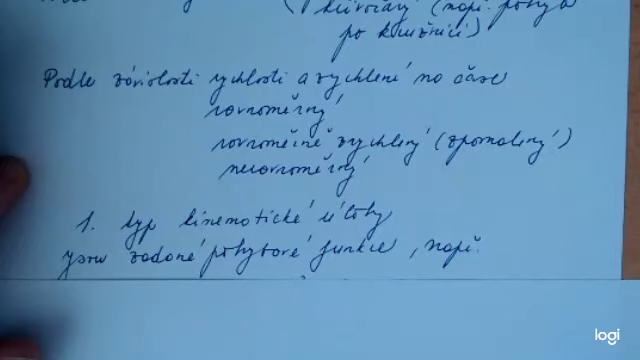 křivočarý (např. pohyb
po kružnici)
Podle závislosti rychlosti a zrychlení na čase
rovnoměrný
rovnoměrně zrychlený (zpomalený)
nerovnoměrný
1. typ kinematické úlohy
jsou zadané pohybové funkce, např.
logi